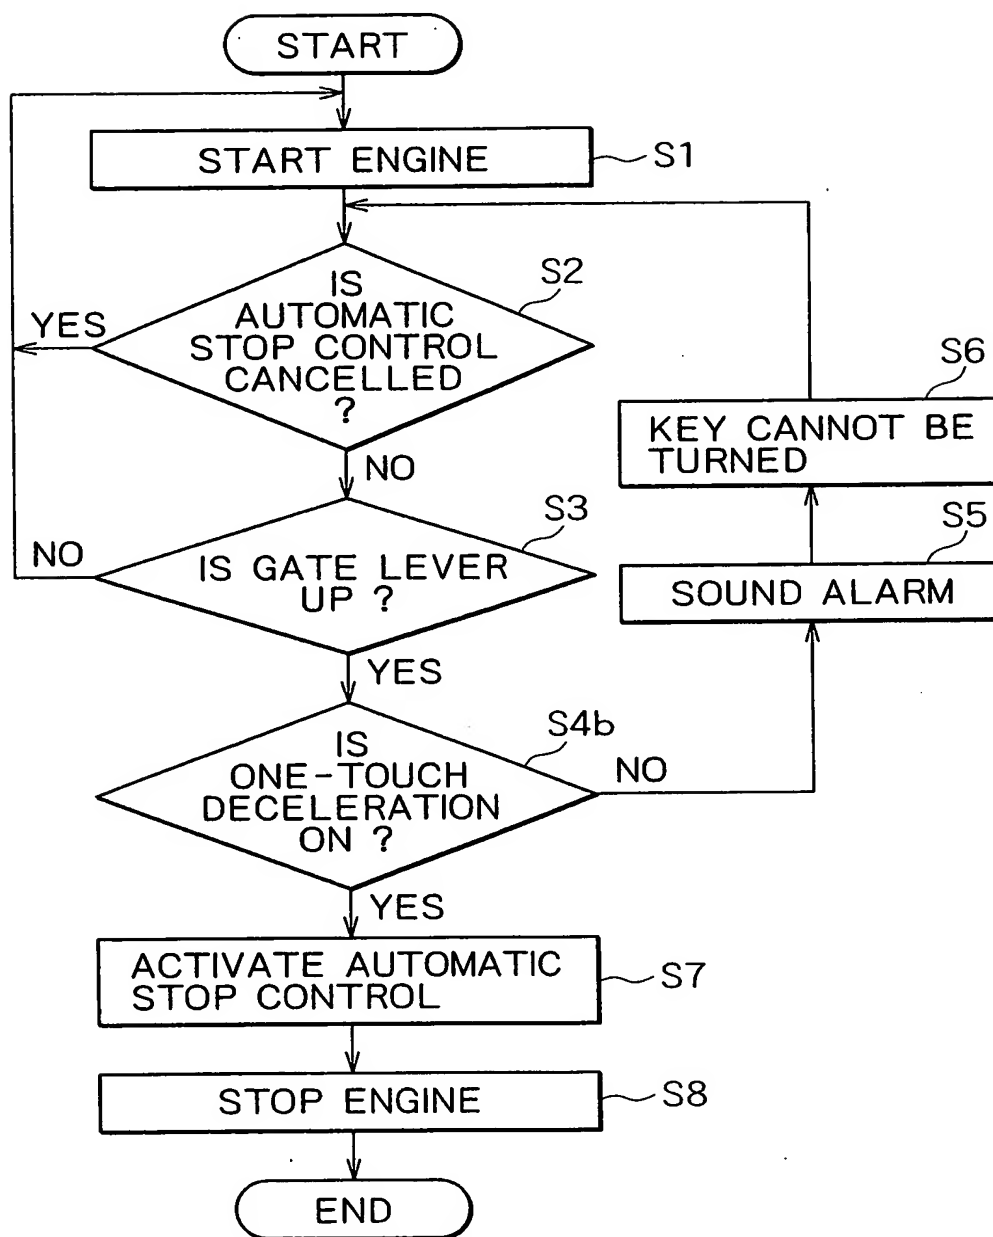 START
START ENGINE
S1
IS
AUTOMATIC
STOP CONTROL
CANCELLED
?
S2
YES
NO
S6
KEY CANNOT BE
TURNED
S3
IS GATE LEVER
UP ?
NO
YES
S5
SOUND ALARM
S4b
IS
ONE-TOUCH
DECELERATION
ON ?
NO
YES
ACTIVATE AUTOMATIC
STOP CONTROL
S7
STOP ENGINE
S8
END